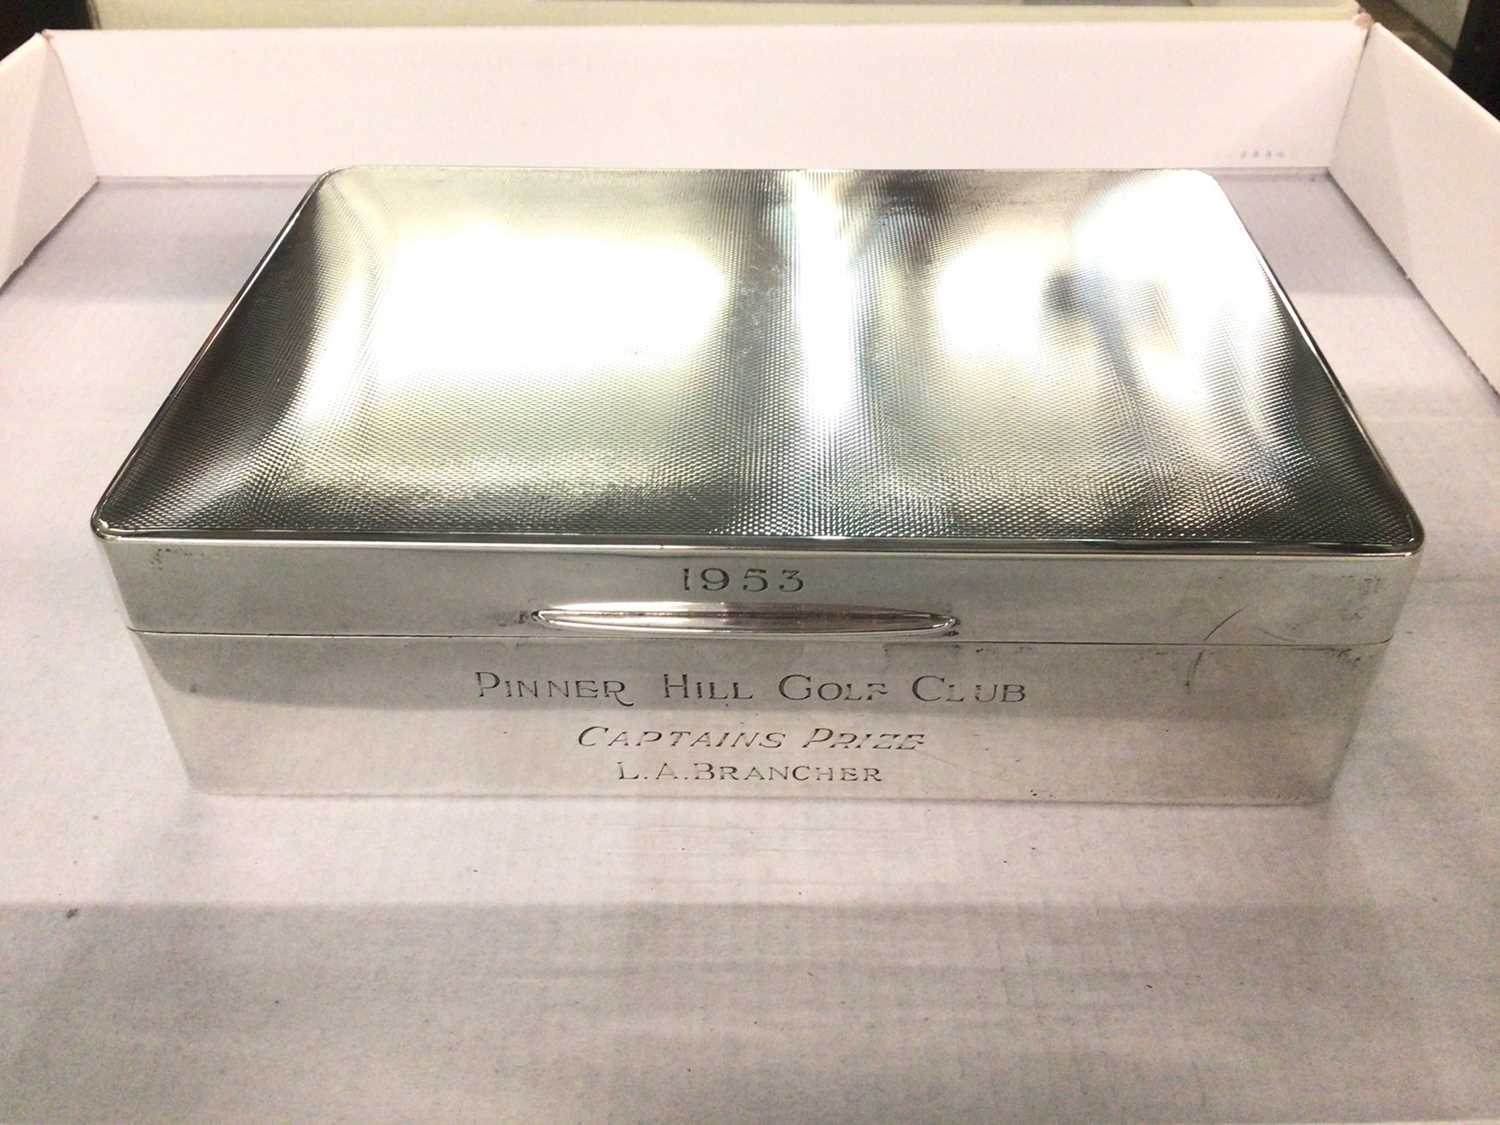 1953
PINNER HILL GOLF CLUB
CAPTAINS PRIZE
L.A.BRANCHER